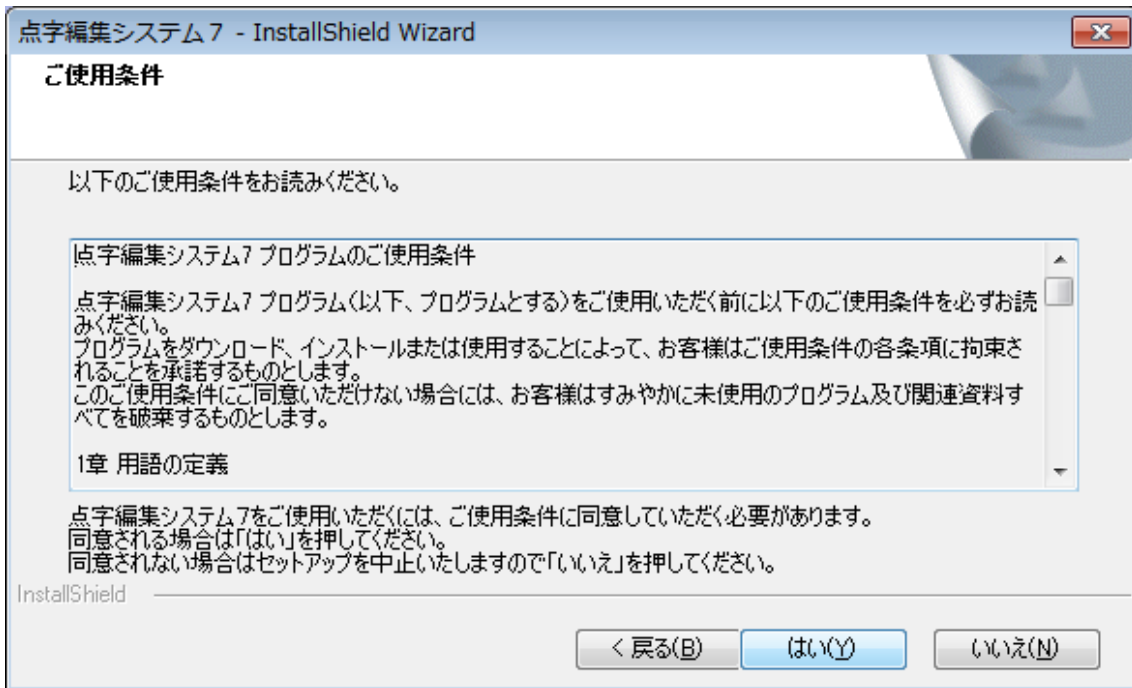 点字編集システム７ - InstallShield Wizard
ご使用条件
以下のご使用条件をお読みください。
点字編集システム7 プログラムのご使用条件
点字編集システム7 プログラム（以下、プログラムとする）をご使用いただく前に以下のご使用条件を必ずお読
みください。
プログラムをダウンロード、インストールまたは使用することによって、お客様はご使用条件の各条項に拘束さ
れることを承諾するものとします。
このご使用条件にご同意いただけない場合には、お客様はすみやかに未使用のプログラム及び関連資料す
べてを破棄するものとします。
1章 用語の定義
点字編集システム7をご使用いただくには、ご使用条件に同意していただく必要があります。
同意される場合は「はい」を押してください。
同意されない場合はセットアップを中止いたしますので「いいえ」を押してください。
InstallShield
< 戻る(B)
はい(Y)
いいえ(N)